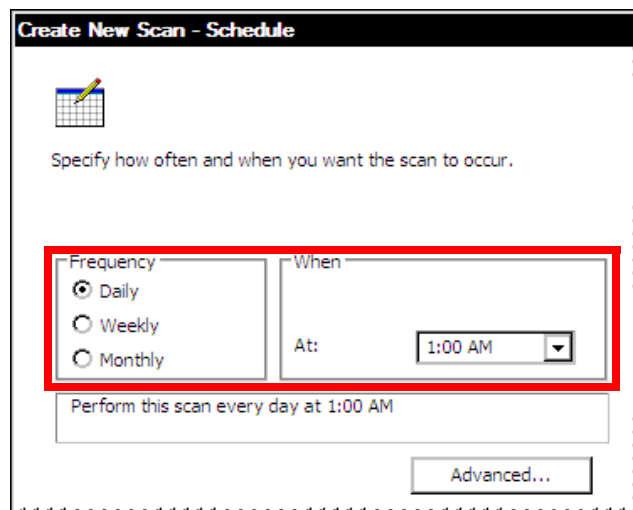 Create New Scan - Schedule
Specify how often and when you want the scan to occur.
Frequency
Daily
Weekly
Monthly
When
At:
1:00 AM
Perform this scan every day at 1:00 AM
Advanced...